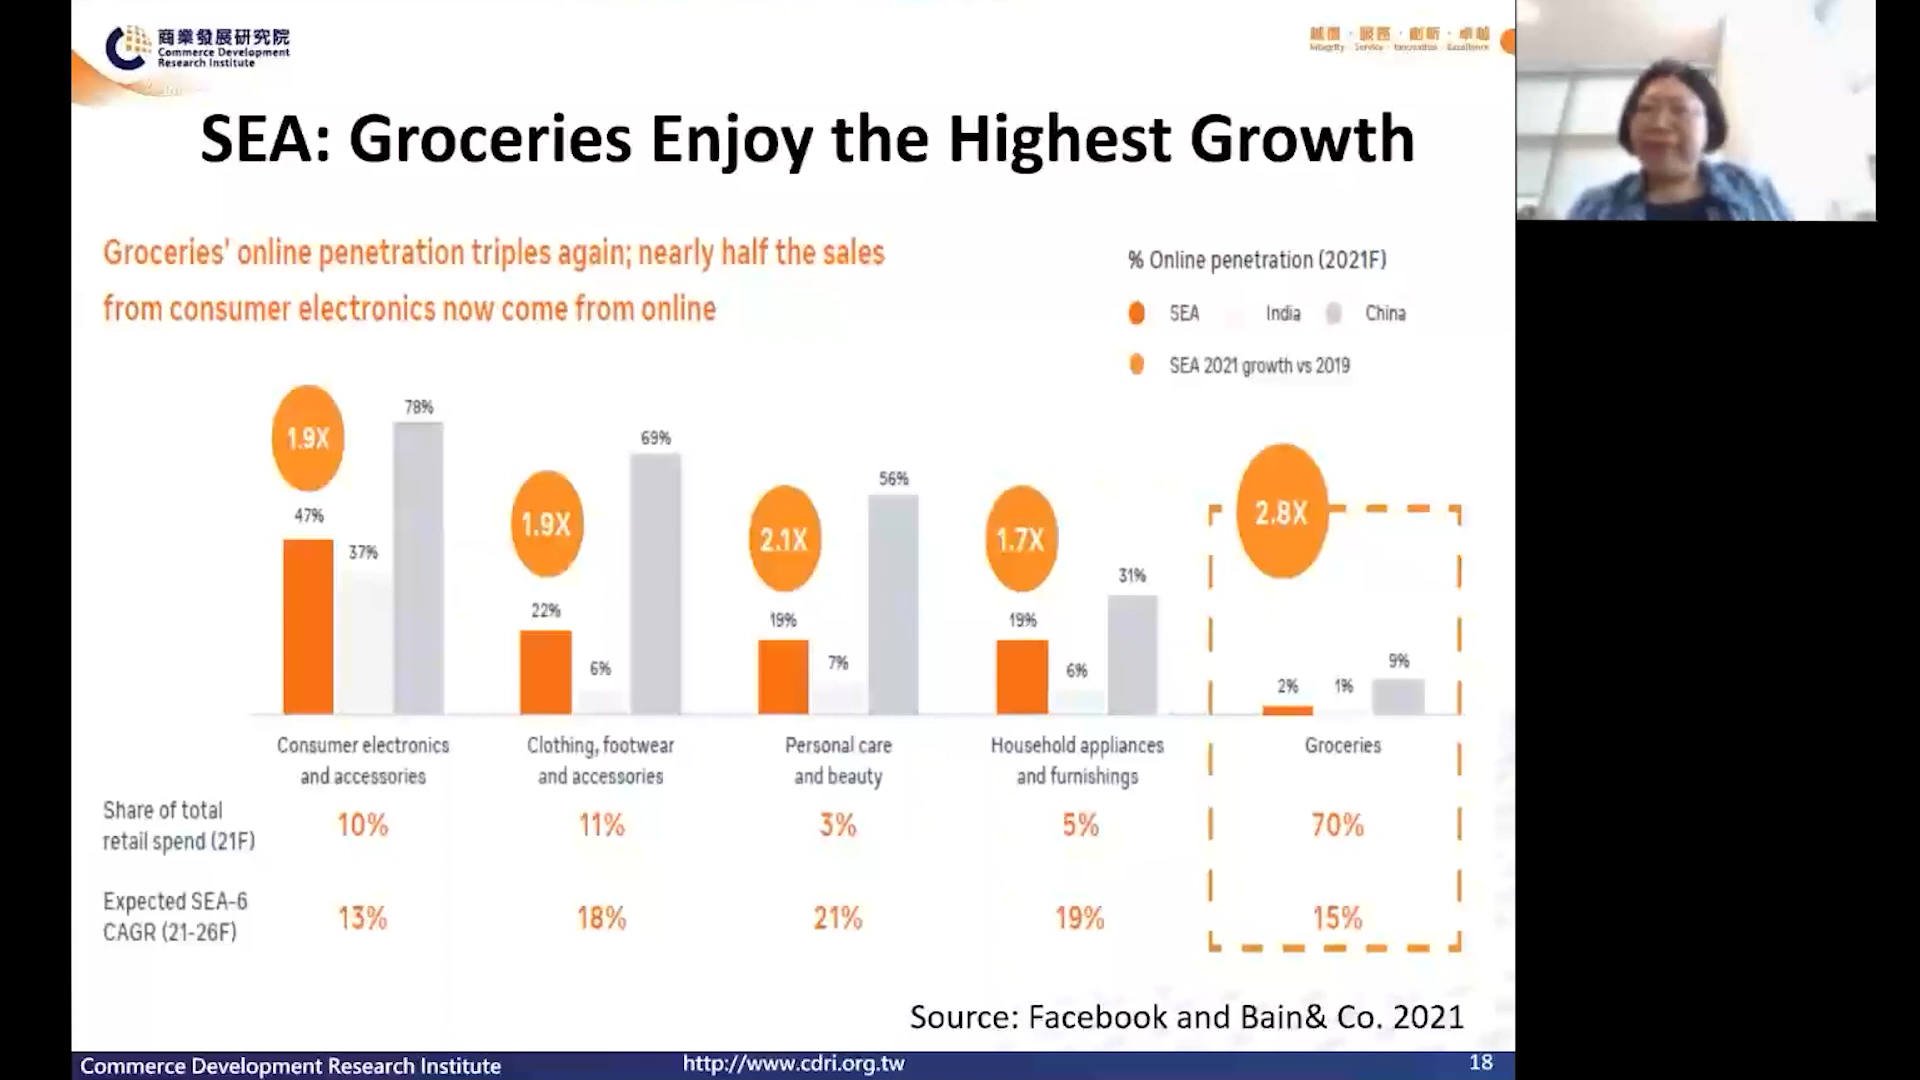 商業發展研究院
Commerce Development
Research Institute
Integrity · Service · Innovation · Excellence
SEA: Groceries Enjoy the Highest Growth
Groceries' online penetration triples again; nearly half the sales
from consumer electronics now come from online
% Online penetration (2021F)
SEA India China
SEA 2021 growth vs 2019
1.9X 47% 37% 78%
1.9X 22% 6% 69%
2.1X 19% 7% 56%
1.7X 19% 6% 31%
2.8X 2% 1% 9%
Consumer electronics
and accessories
Clothing, footwear
and accessories
Personal care
and beauty
Household appliances
and furnishings
Groceries
Share of total
retail spend (21F)
10% 11% 3% 5% 70%
Expected SEA-6
CAGR (21-26F)
13% 18% 21% 19% 15%
Source: Facebook and Bain& Co. 2021
Commerce Development Research Institute http://www.cdri.org.tw 18